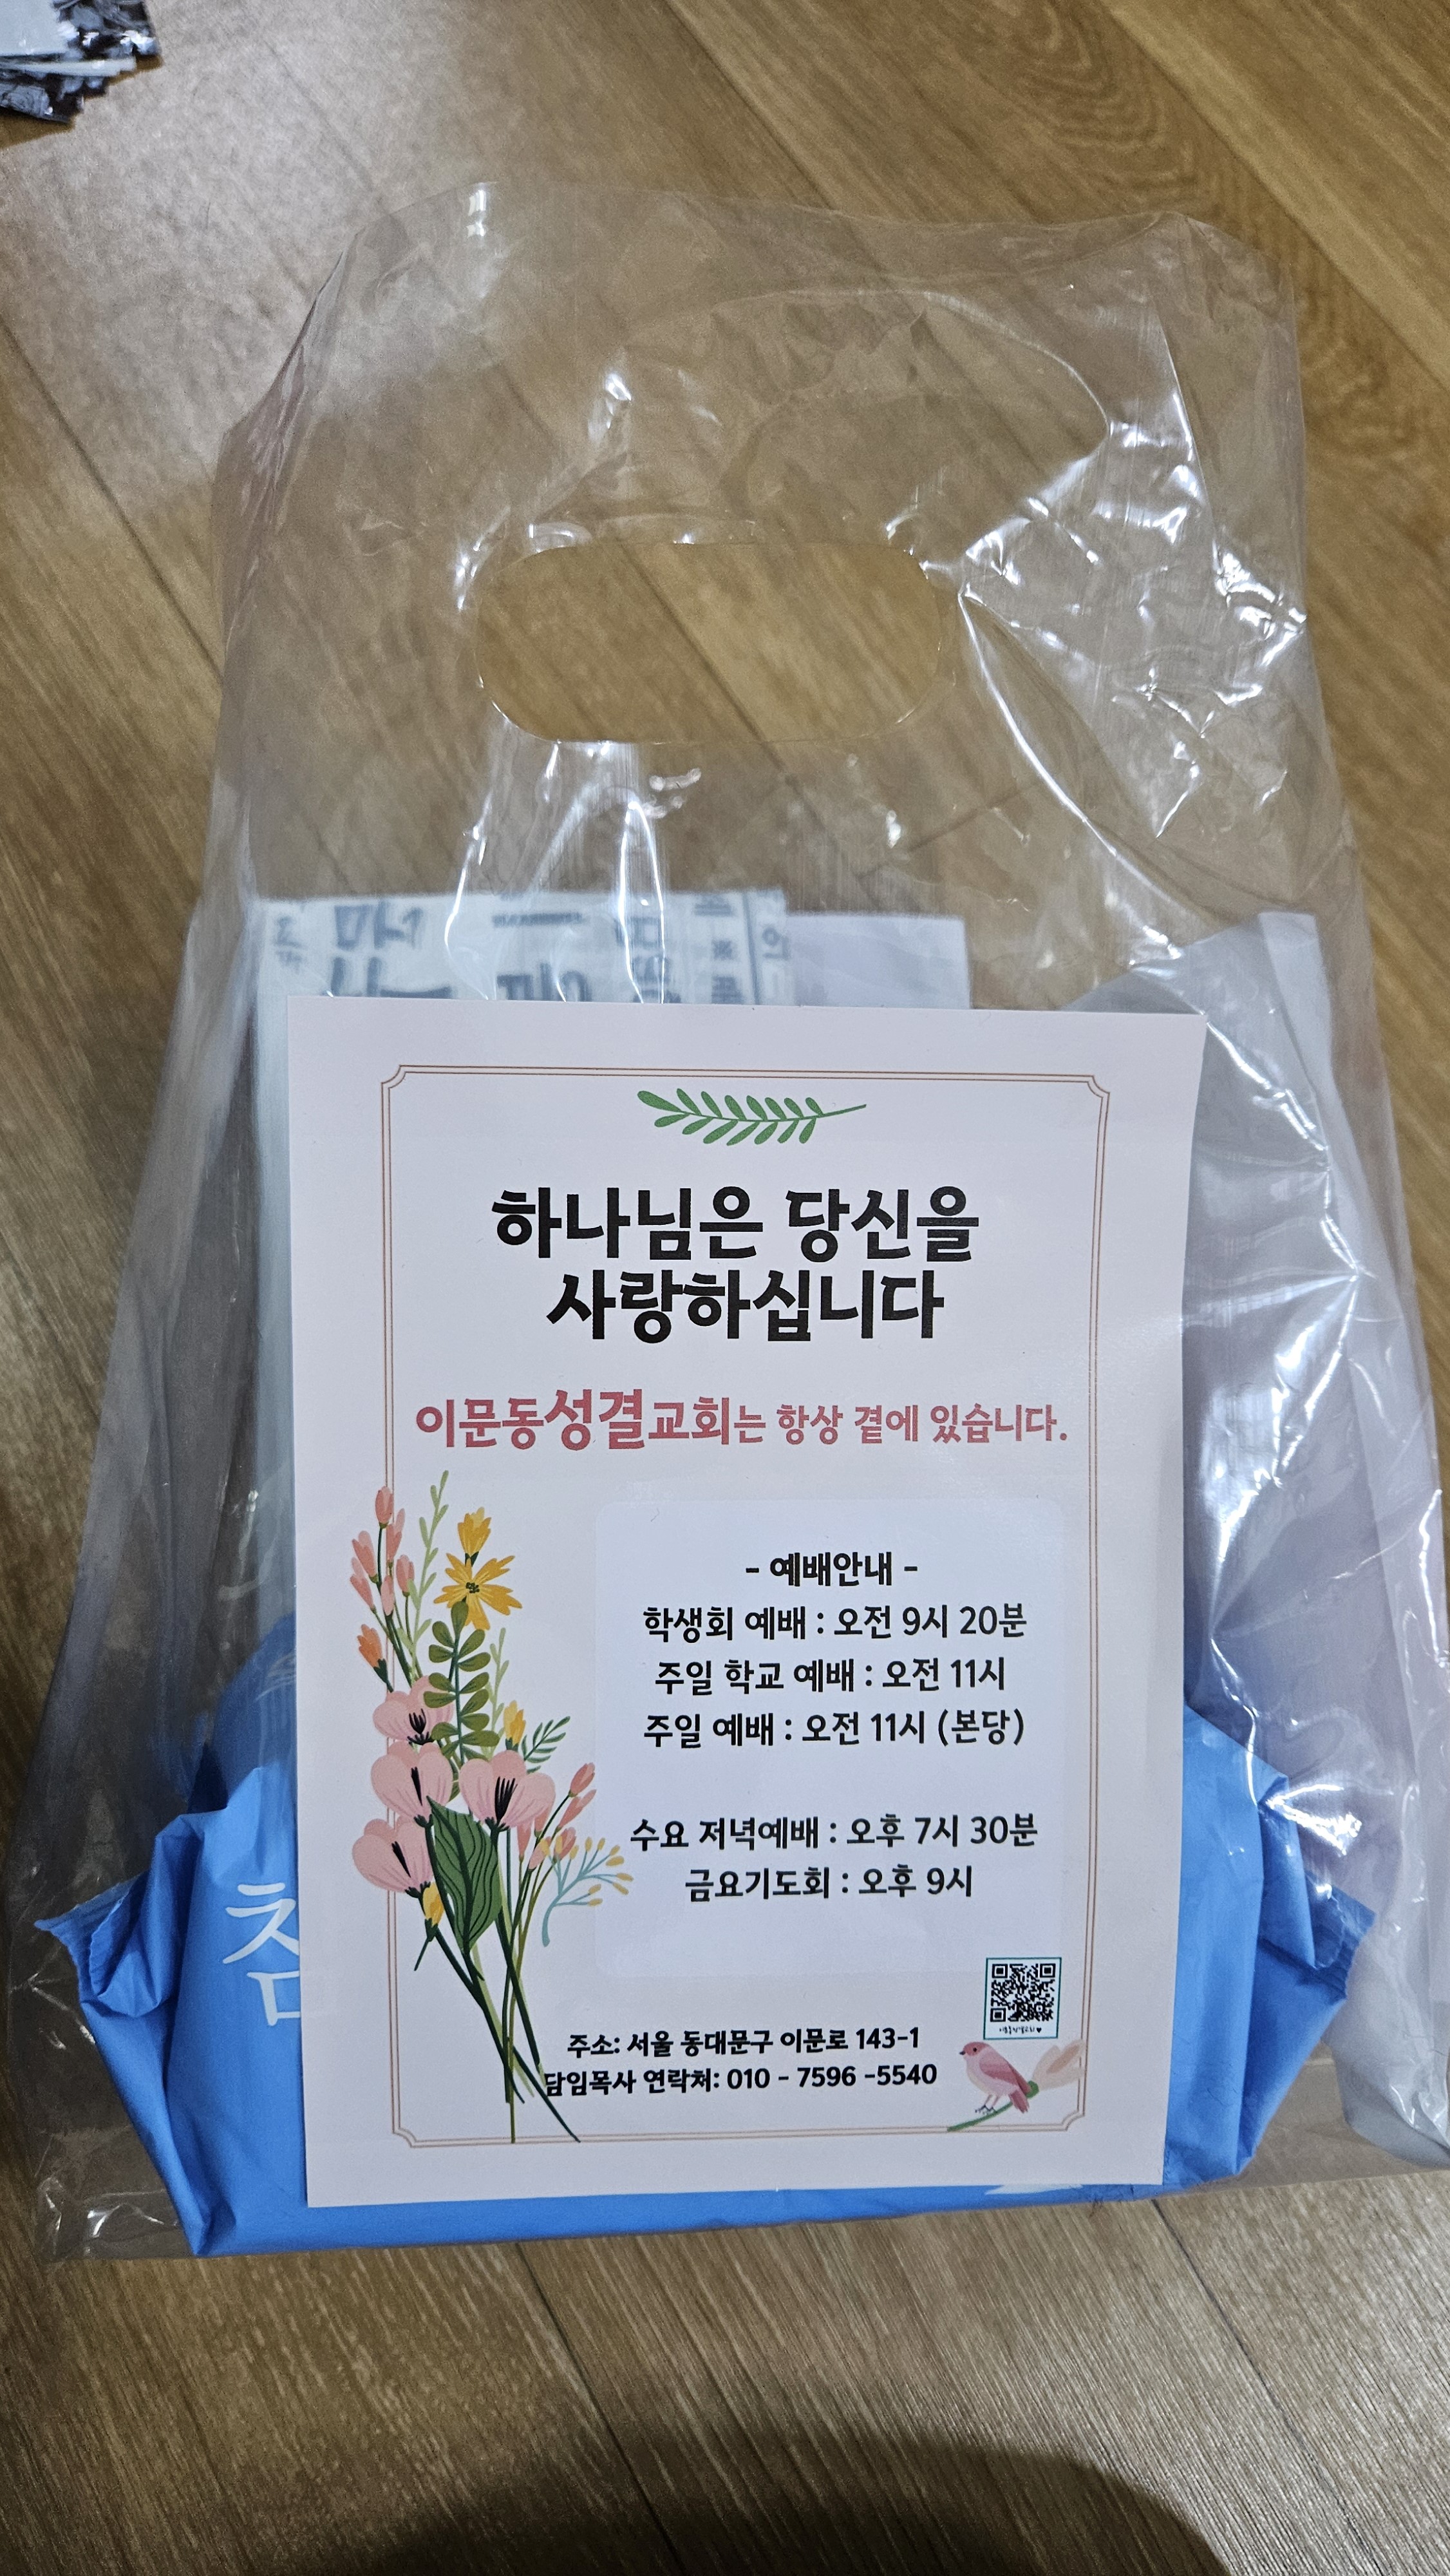 하나님은 당신을
사랑하십니다
이문동성결교회는 항상 곁에 있습니다.
- 예배안내 -
학생회 예배 : 오전 9시 20분
주일 학교 예배 : 오전 11시
주일 예배 : 오전 11시 (본당)
수요 저녁예배 : 오후 7시 30분
금요기도회 : 오후 9시
주소: 서울 동대문구 이문로 143-1
담임목사 연락처: 010 - 7596 -5540
참